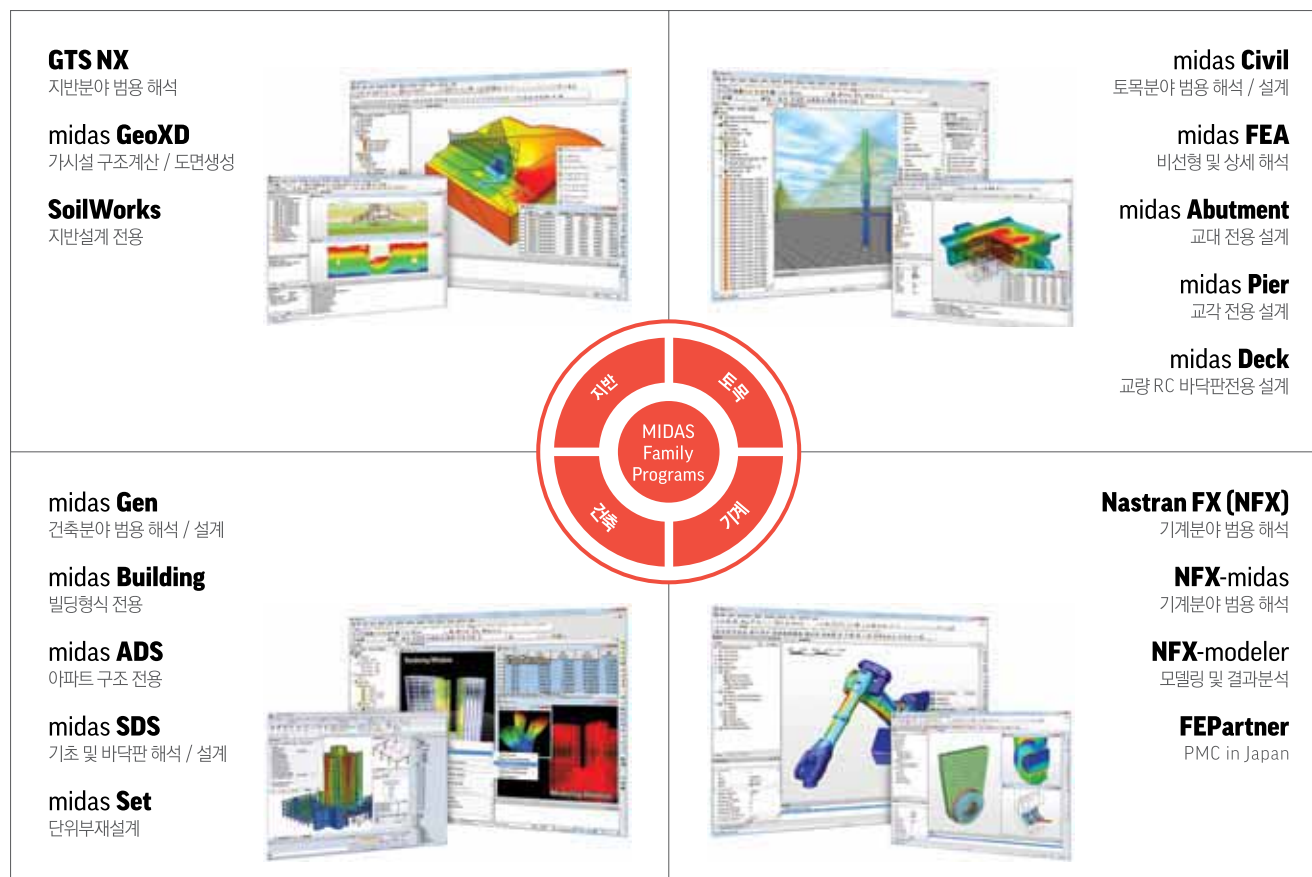 GTS NX
지반분야 범용 해석
midas GeoXD
가시설 구조계산 / 도면생성
SoilWorks
지반설계 전용
midas Civil
토목분야 범용 해석 / 설계
midas FEA
비선형 및 상세 해석
midas Abutment
교대 전용 설계
midas Pier
교각 전용 설계
midas Deck
교량 RC 바닥판전용 설계
지반
토목
MIDAS
Family
Programs
건축
기계
midas Gen
건축분야 범용 해석 / 설계
midas Building
빌딩형식 전용
midas ADS
아파트 구조 전용
midas SDS
기초 및 바닥판 해석 / 설계
midas Set
단위부재설계
Nastran FX (NFX)
기계분야 범용 해석
NFX-midas
기계분야 범용 해석
NFX-modeler
모델링 및 결과분석
FEPartner
PMC in Japan